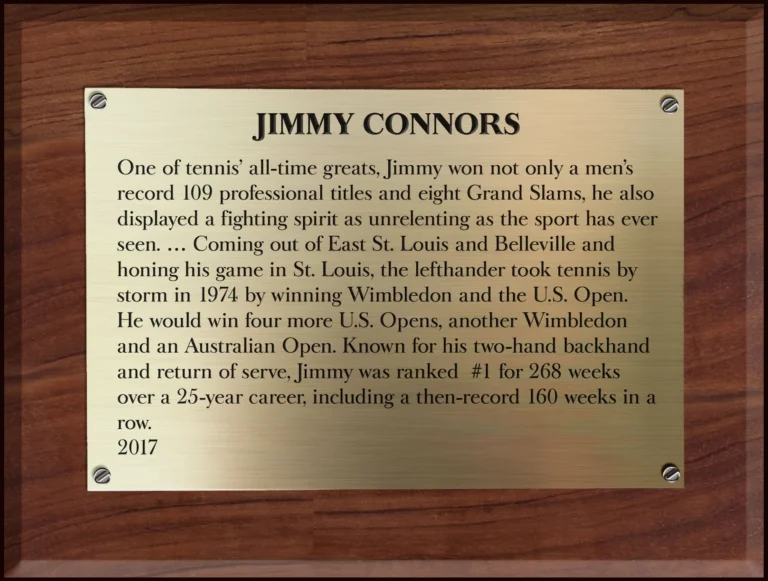 JIMMY CONNORS
One of tennis’ all-time greats, Jimmy won not only a men’s
record 109 professional titles and eight Grand Slams, he also
displayed a fighting spirit as unrelenting as the sport has ever
seen. … Coming out of East St. Louis and Belleville and
honing his game in St. Louis, the lefthander took tennis by
storm in 1974 by winning Wimbledon and the U.S. Open.
He would win four more U.S. Opens, another Wimbledon
and an Australian Open. Known for his two-hand backhand
and return of serve, Jimmy was ranked  #1 for 268 weeks
over a 25-year career, including a then-record 160 weeks in a
row.
2017